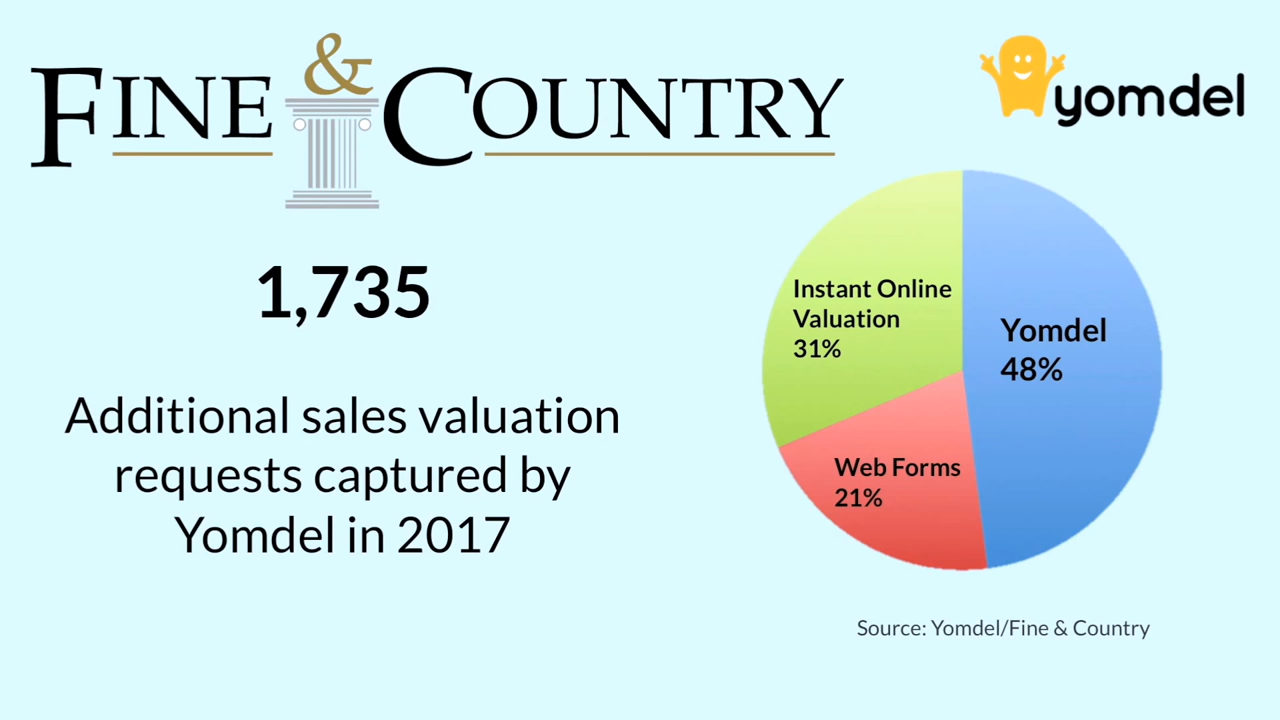 FINE & COUNTRY
yomdel
1,735
Additional sales valuation
requests captured by
Yomdel in 2017
Instant Online
Valuation
31%
Yomdel
48%
Web Forms
21%
Source: Yomdel/Fine & Country